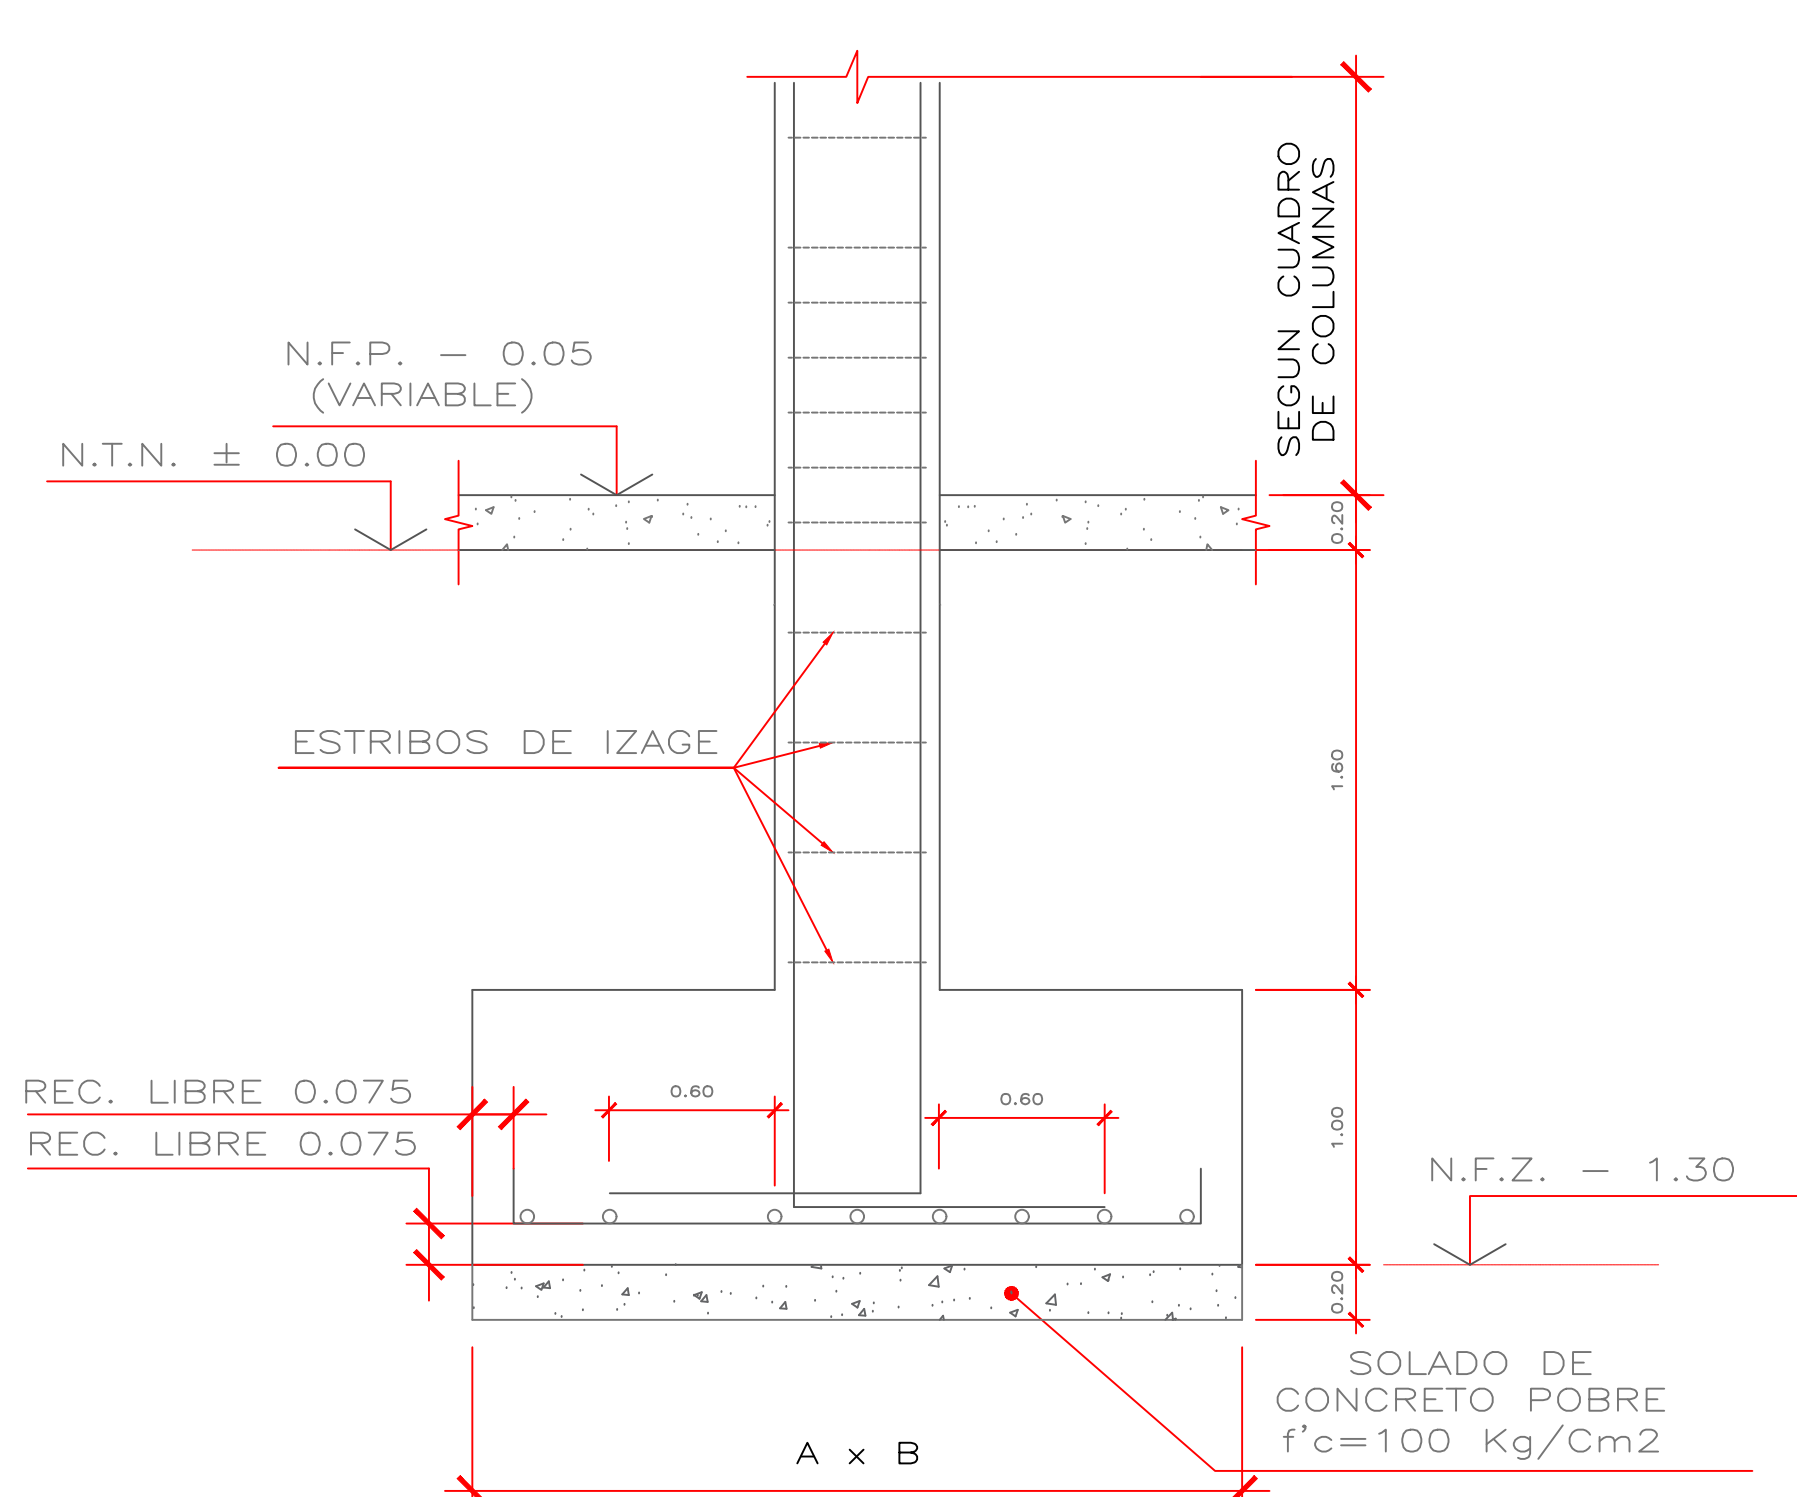 SEGUN CUADRO
DE COLUMNAS
N.F.P. – 0.05
(VARIABLE)
N.T.N. ± 0.00
0.20
ESTRIBOS DE IZAGE
1.60
REC. LIBRE 0.075
0.60
0.60
REC. LIBRE 0.075
1.00
N.F.Z. – 1.30
0.20
SOLADO DE
CONCRETO POBRE
f'c=100 Kg/Cm2
A x B